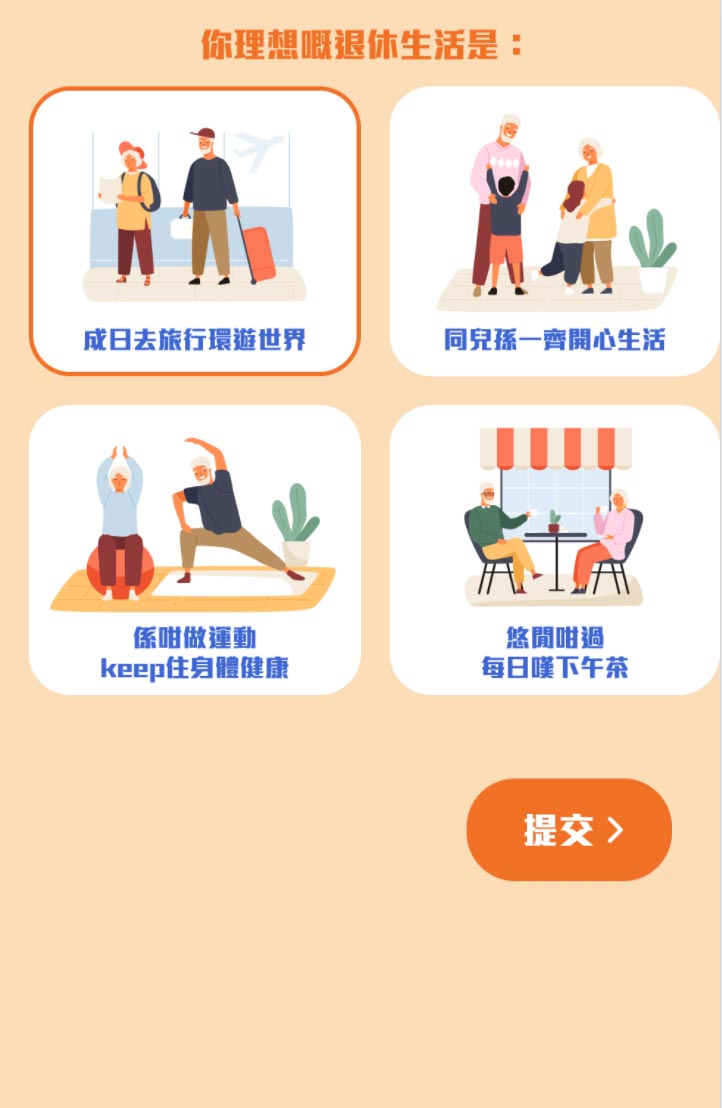 你理想嘅退休生活是：
成日去旅行環遊世界
同兒孫一齊開心生活
係咁做運動
keep住身體健康
悠閒咁過
每日嘆下午茶
提交 >